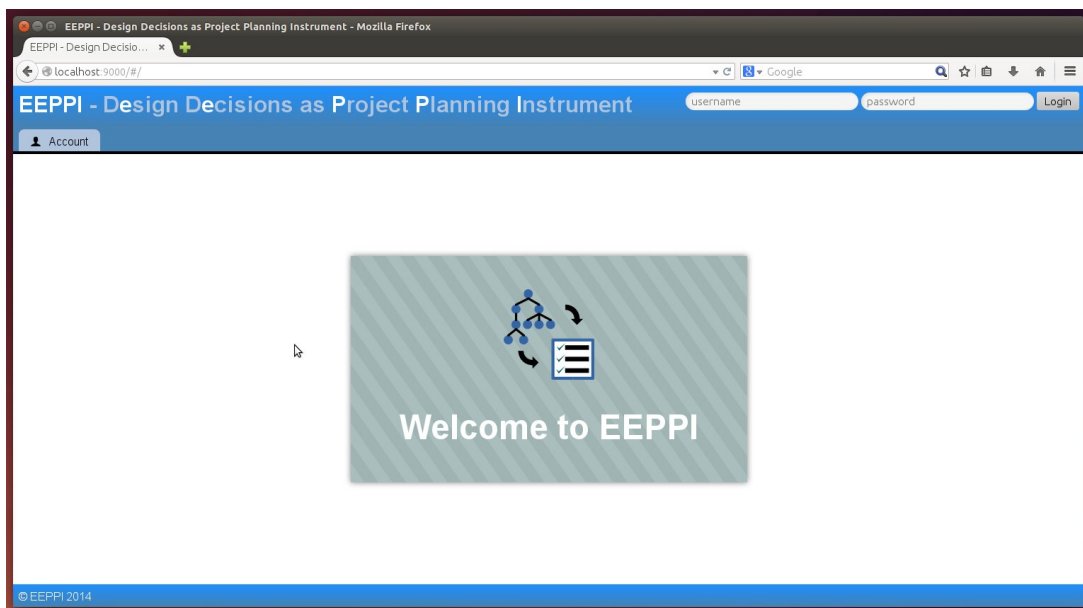 EEPPI - Design Decisions as Project Planning Instrument - Mozilla Firefox
EEPPI - Design Decisio...
localhost:9000/#/
Google
EEPPI - Design Decisions as Project Planning Instrument
username
password
Login
Account
Welcome to EEPPI
© EEPPI 2014